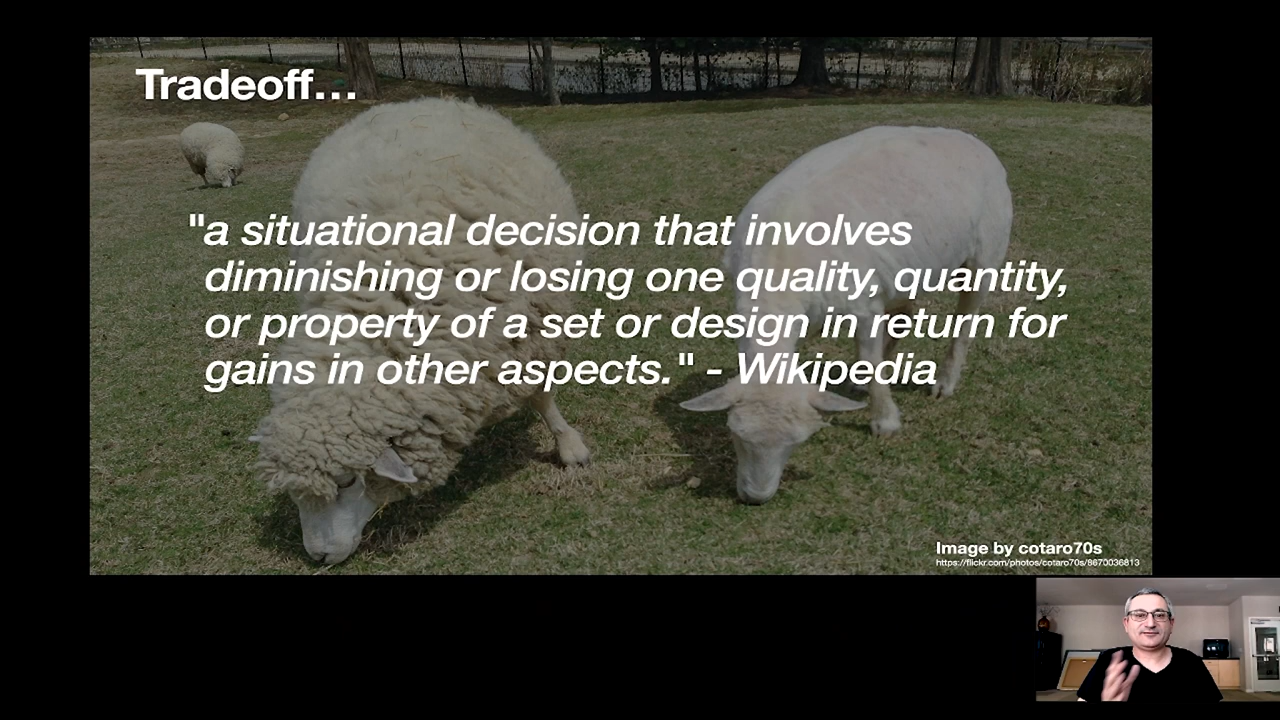 Tradeoff...
"a situational decision that involves
diminishing or losing one quality, quantity,
or property of a set or design in return for
gains in other aspects." - Wikipedia
Image by cotaro70s
https://flickr.com/photos/cotaro70s/8670036813